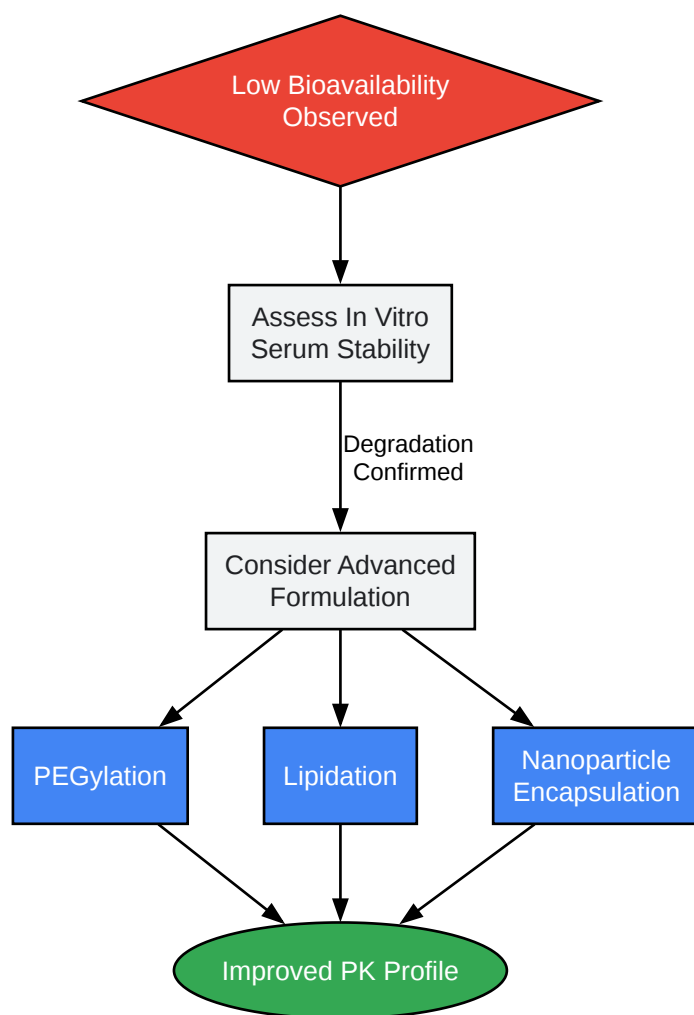 Low Bioavailability
Observed
Assess In Vitro
Serum Stability
Degradation
Confirmed
Consider Advanced
Formulation
PEGylation
Lipidation
Nanoparticle
Encapsulation
Improved PK Profile